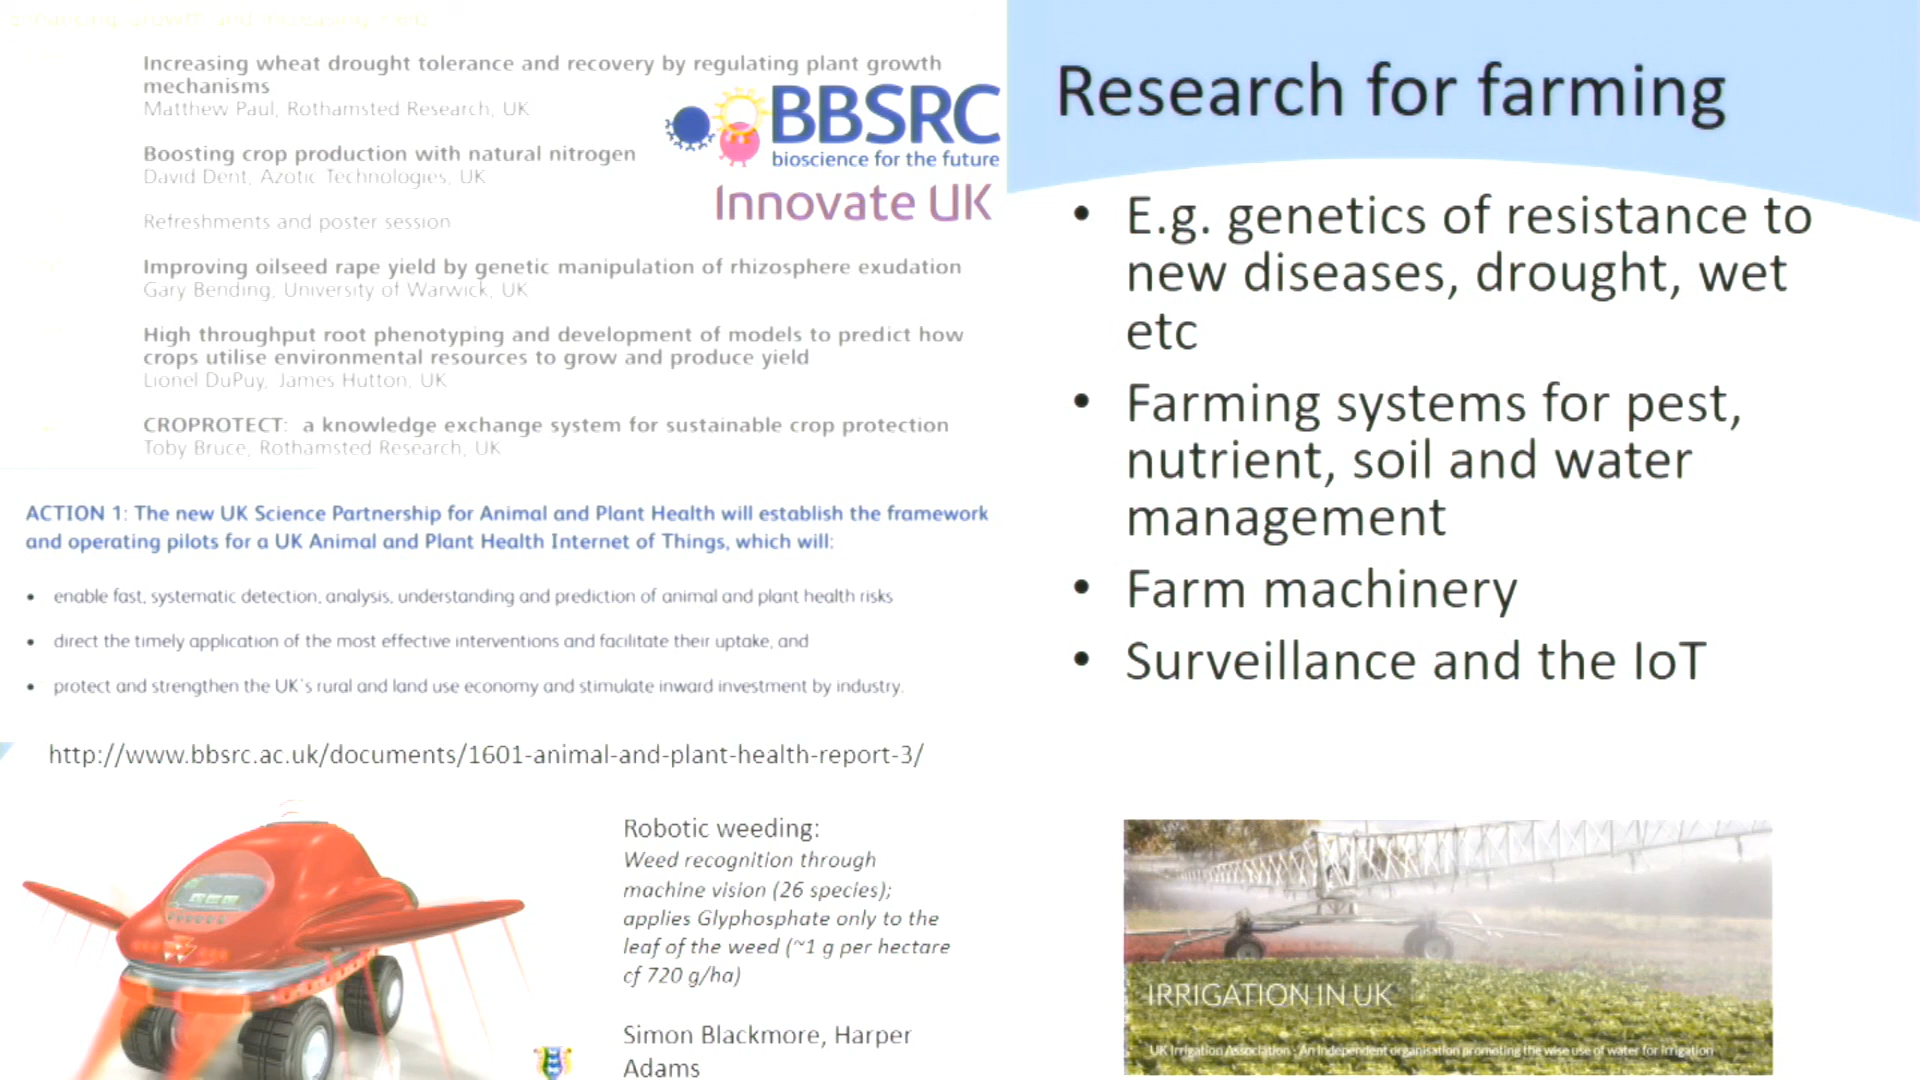 Enhancing growth and increasing yield
Increasing wheat drought tolerance and recovery by regulating plant growth
mechanisms
Matthew Paul, Rothamsted Research, UK
Boosting crop production with natural nitrogen
David Dent, Azotic Technologies, UK
Refreshments and poster session
Improving oilseed rape yield by genetic manipulation of rhizosphere exudation
Gary Bending, University of Warwick, UK
High throughput root phenotyping and development of models to predict how
crops utilise environmental resources to grow and produce yield
Lionel DuPuy, James Hutton, UK
CROPROTECT: a knowledge exchange system for sustainable crop protection
Toby Bruce, Rothamsted Research, UK
BBSRC
bioscience for the future
Innovate UK
ACTION 1: The new UK Science Partnership for Animal and Plant Health will establish the framework
and operating pilots for a UK Animal and Plant Health Internet of Things, which will:
• enable fast, systematic detection, analysis, understanding and prediction of animal and plant health risks
• direct the timely application of the most effective interventions and facilitate their uptake, and
• protect and strengthen the UK's rural and land use economy and stimulate inward investment by industry.
http://www.bbsrc.ac.uk/documents/1601-animal-and-plant-health-report-3/
Robotic weeding:
Weed recognition through
machine vision (26 species);
applies Glyphosphate only to the
leaf of the weed (~1 g per hectare
cf 720 g/ha)
Simon Blackmore, Harper
Adams
Research for farming
• E.g. genetics of resistance to
new diseases, drought, wet
etc
• Farming systems for pest,
nutrient, soil and water
management
• Farm machinery
• Surveillance and the IoT
IRRIGATION IN UK
UK Irrigation Association - An independent organisation promoting the wise use of water for irrigation